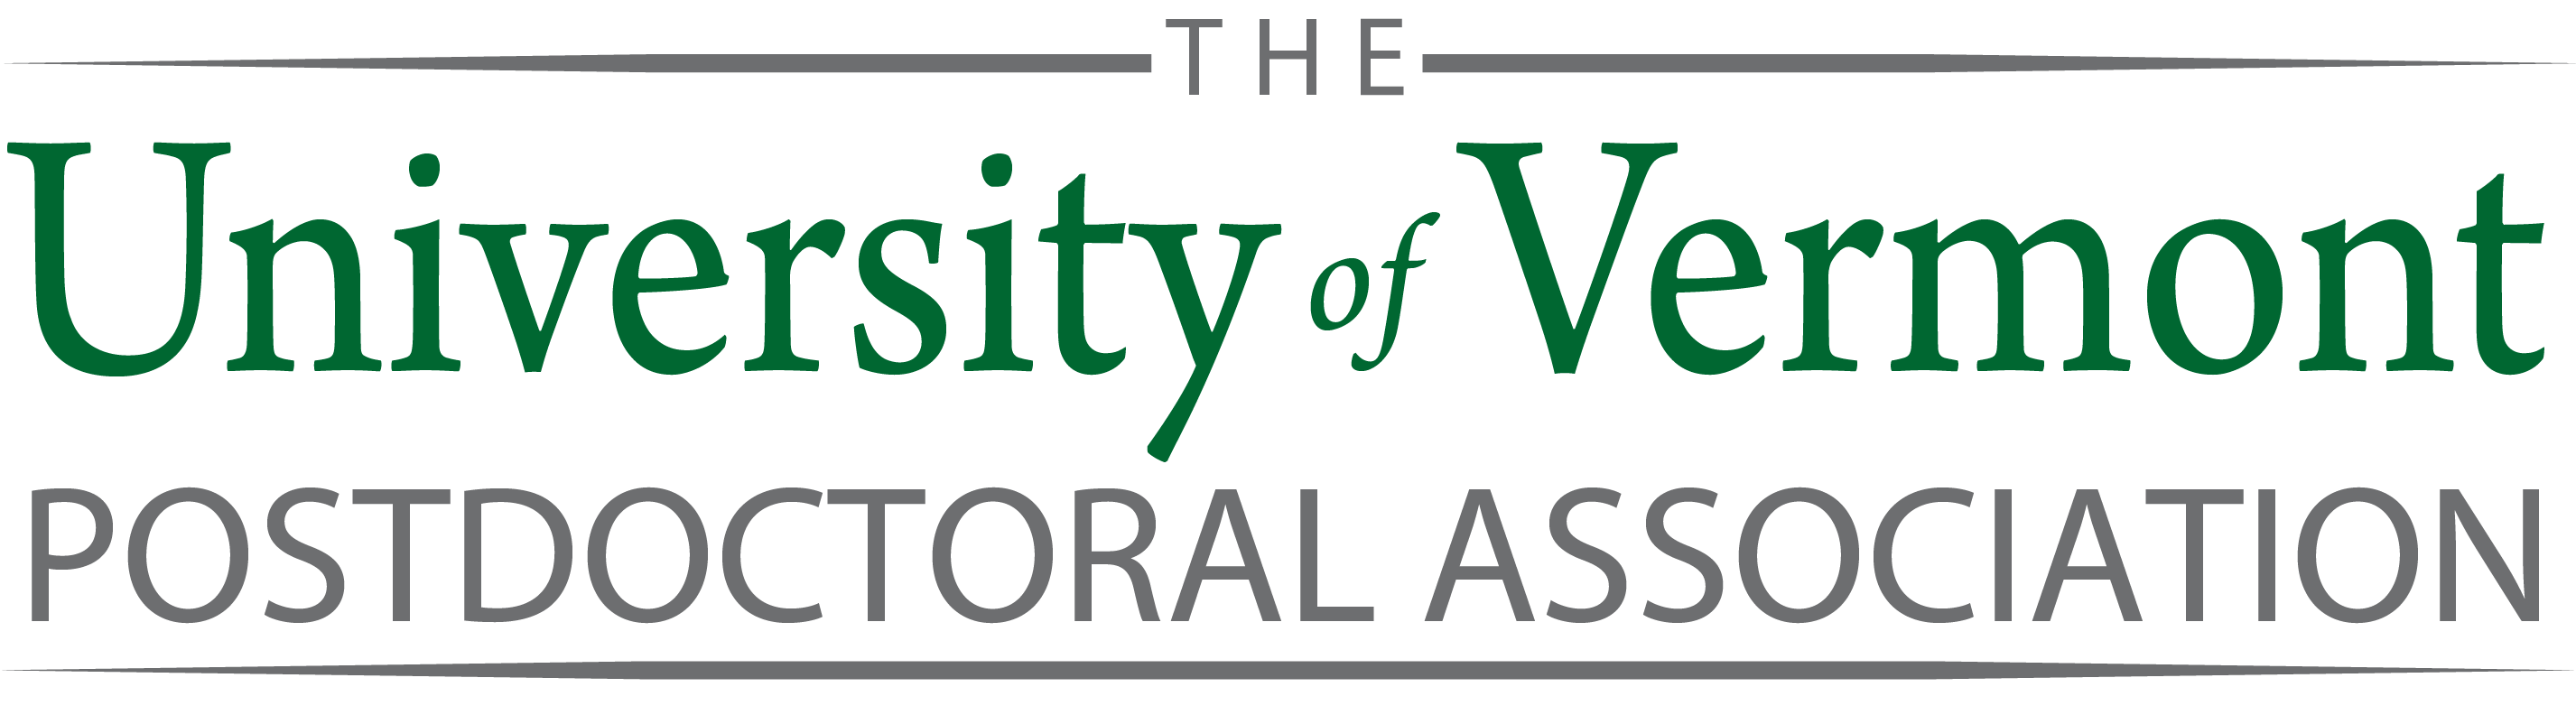 THE
University of Vermont
POSTDOCTORAL ASSOCIATION